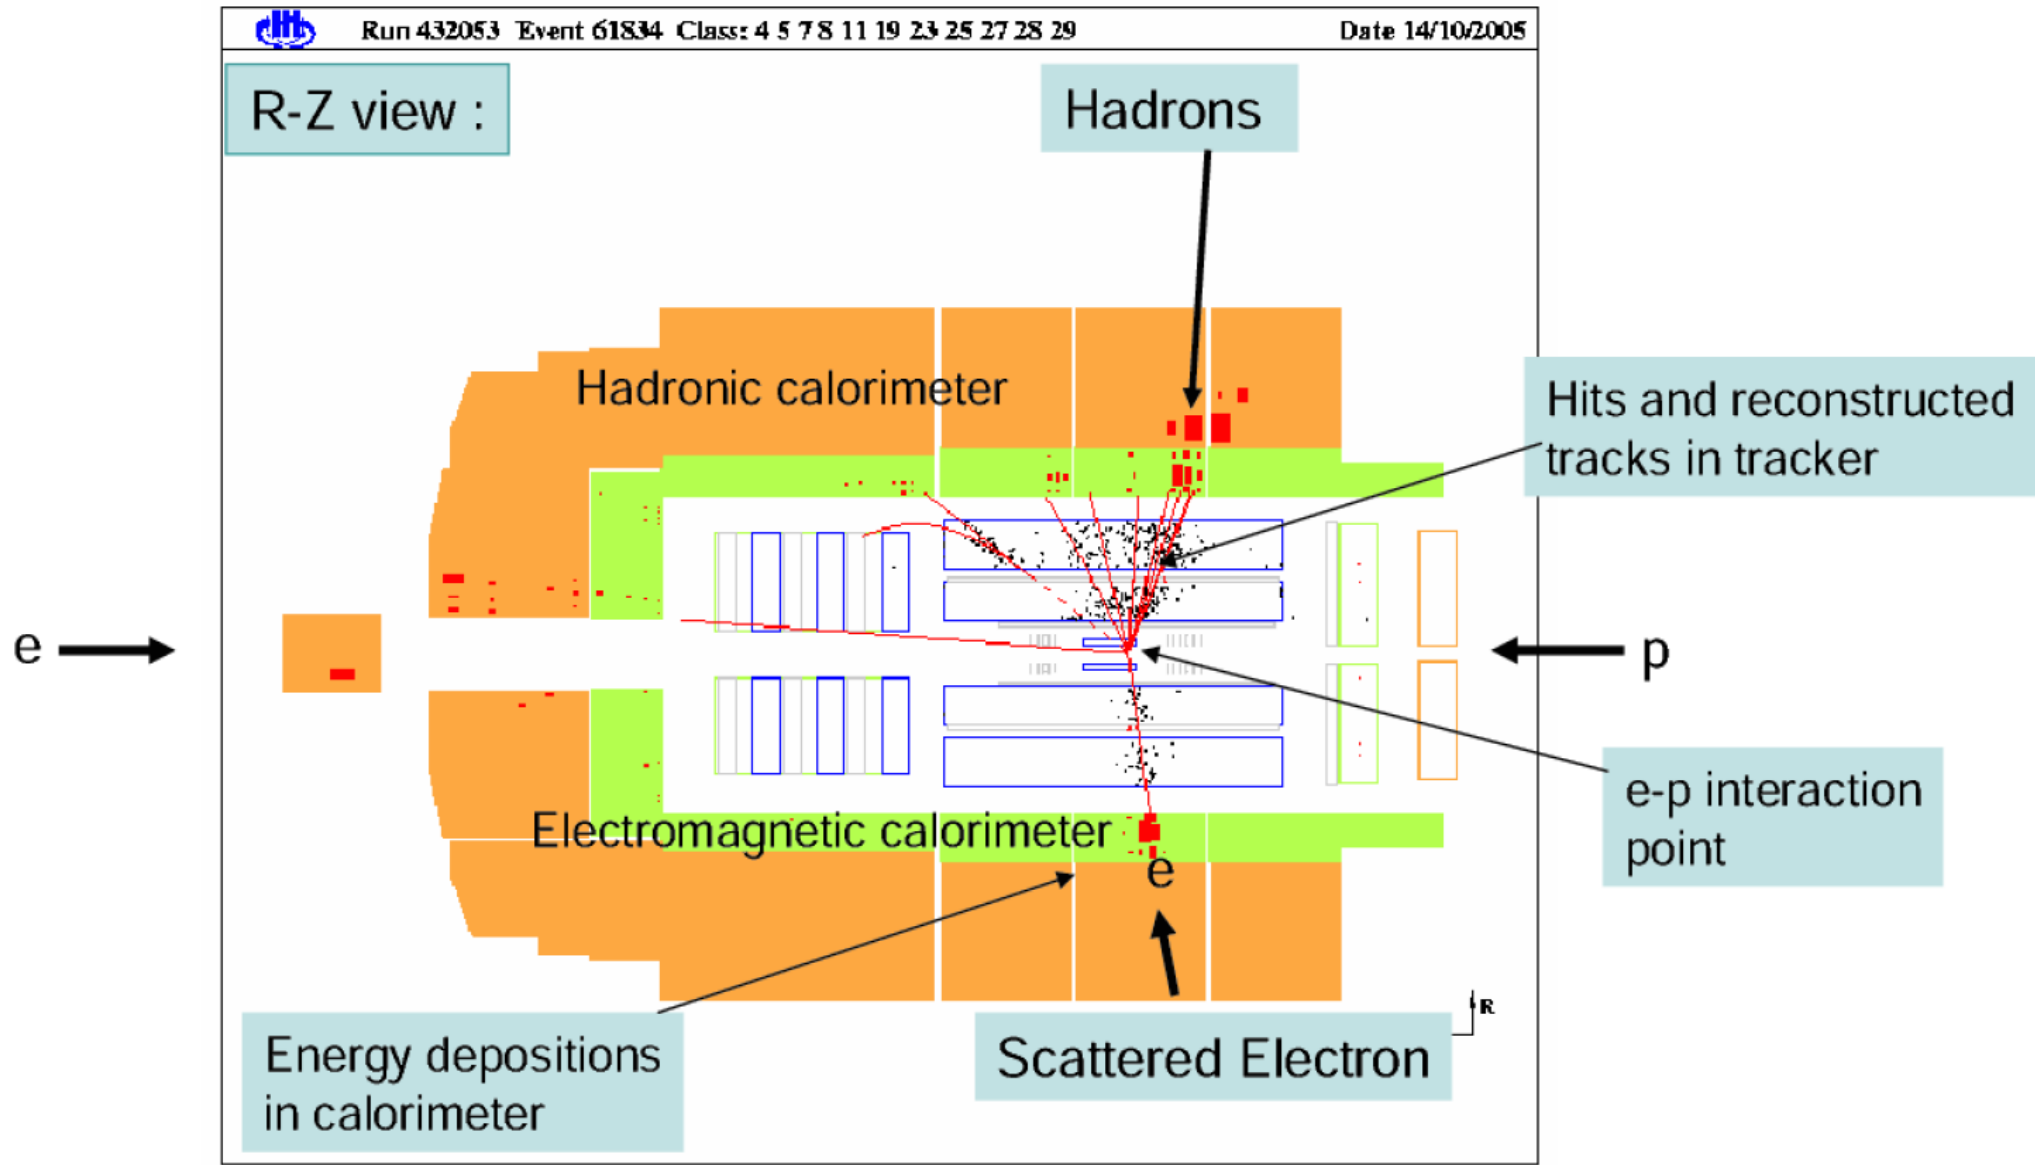 Run 432053 Event 61834 Class: 4 5 7 8 11 19 23 25 27 28 29 Date 14/10/2005
R-Z view :
Hadrons
Hadronic calorimeter
Hits and reconstructed
tracks in tracker
e
p
e-p interaction
point
Electromagnetic calorimeter
e
R
Energy depositions
in calorimeter
Scattered Electron